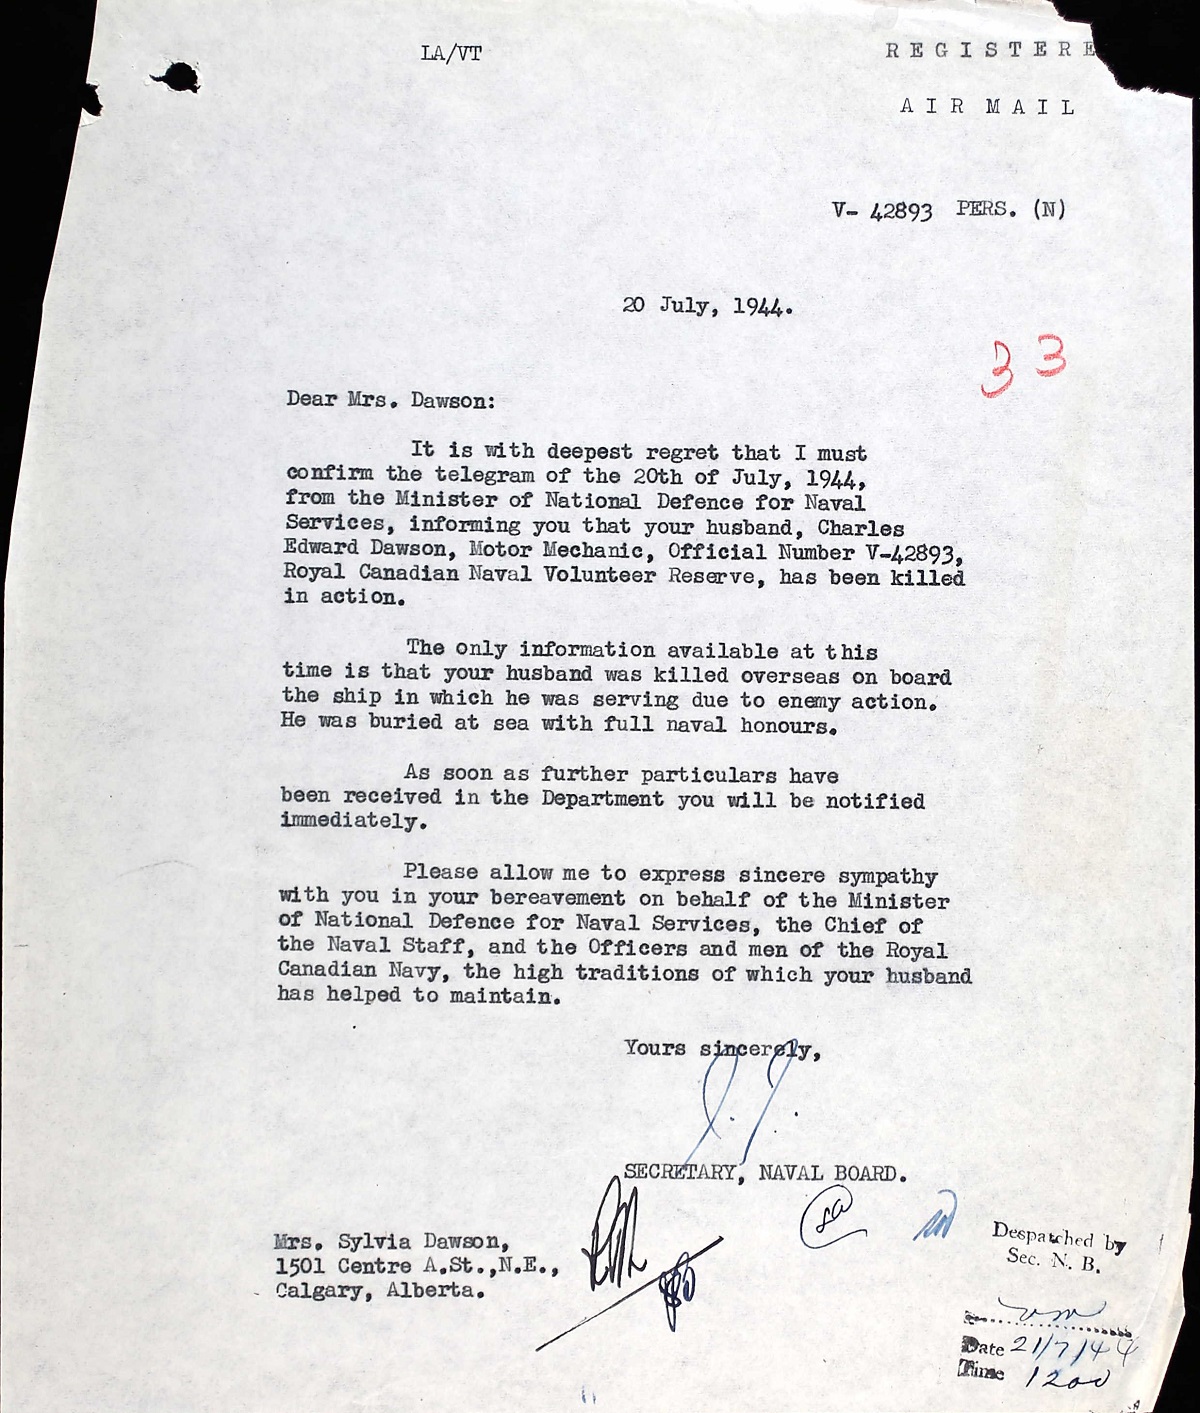 LA/VT
REGISTERE
AIR MAIL
V- 42893 PERS. (N)
20 July, 1944.
33
Dear Mrs. Dawson:
It is with deepest regret that I must
confirm the telegram of the 20th of July, 1944,
from the Minister of National Defence for Naval
Services, informing you that your husband, Charles
Edward Dawson, Motor Mechanic, Official Number V-42893,
Royal Canadian Naval Volunteer Reserve, has been killed
in action.
The only information available at this
time is that your husband was killed overseas on board
the ship in which he was serving due to enemy action.
He was buried at sea with full naval honours.
As soon as further particulars have
been received in the Department you will be notified
immediately.
Please allow me to express sincere sympathy
with you in your bereavement on behalf of the Minister
of National Defence for Naval Services, the Chief of
the Naval Staff, and the Officers and men of the Royal
Canadian Navy, the high traditions of which your husband
has helped to maintain.
Yours sincerely,
SECRETARY, NAVAL BOARD.
Mrs. Sylvia Dawson,
1501 Centre A.St.,N.E.,
Calgary, Alberta.
Despatched by
Sec. N. B.
Date 21/7/44
Time 1200